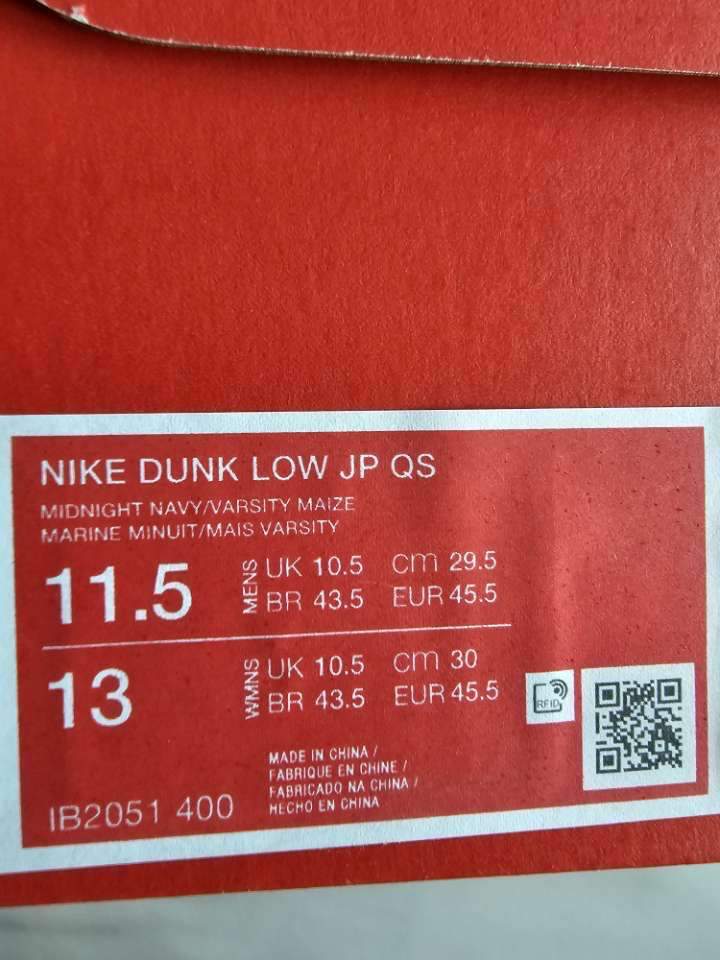 NIKE DUNK LOW JP QS
MIDNIGHT NAVY/VARSITY MAIZE
MARINE MINUIT/MAIS VARSITY
11.5 MENS UK 10.5 cm 29.5
BR 43.5 EUR 45.5
13 WMNS UK 10.5 cm 30
BR 43.5 EUR 45.5
RFID
MADE IN CHINA /
FABRIQUE EN CHINE /
FABRICADO NA CHINA /
HECHO EN CHINA
IB2051 400